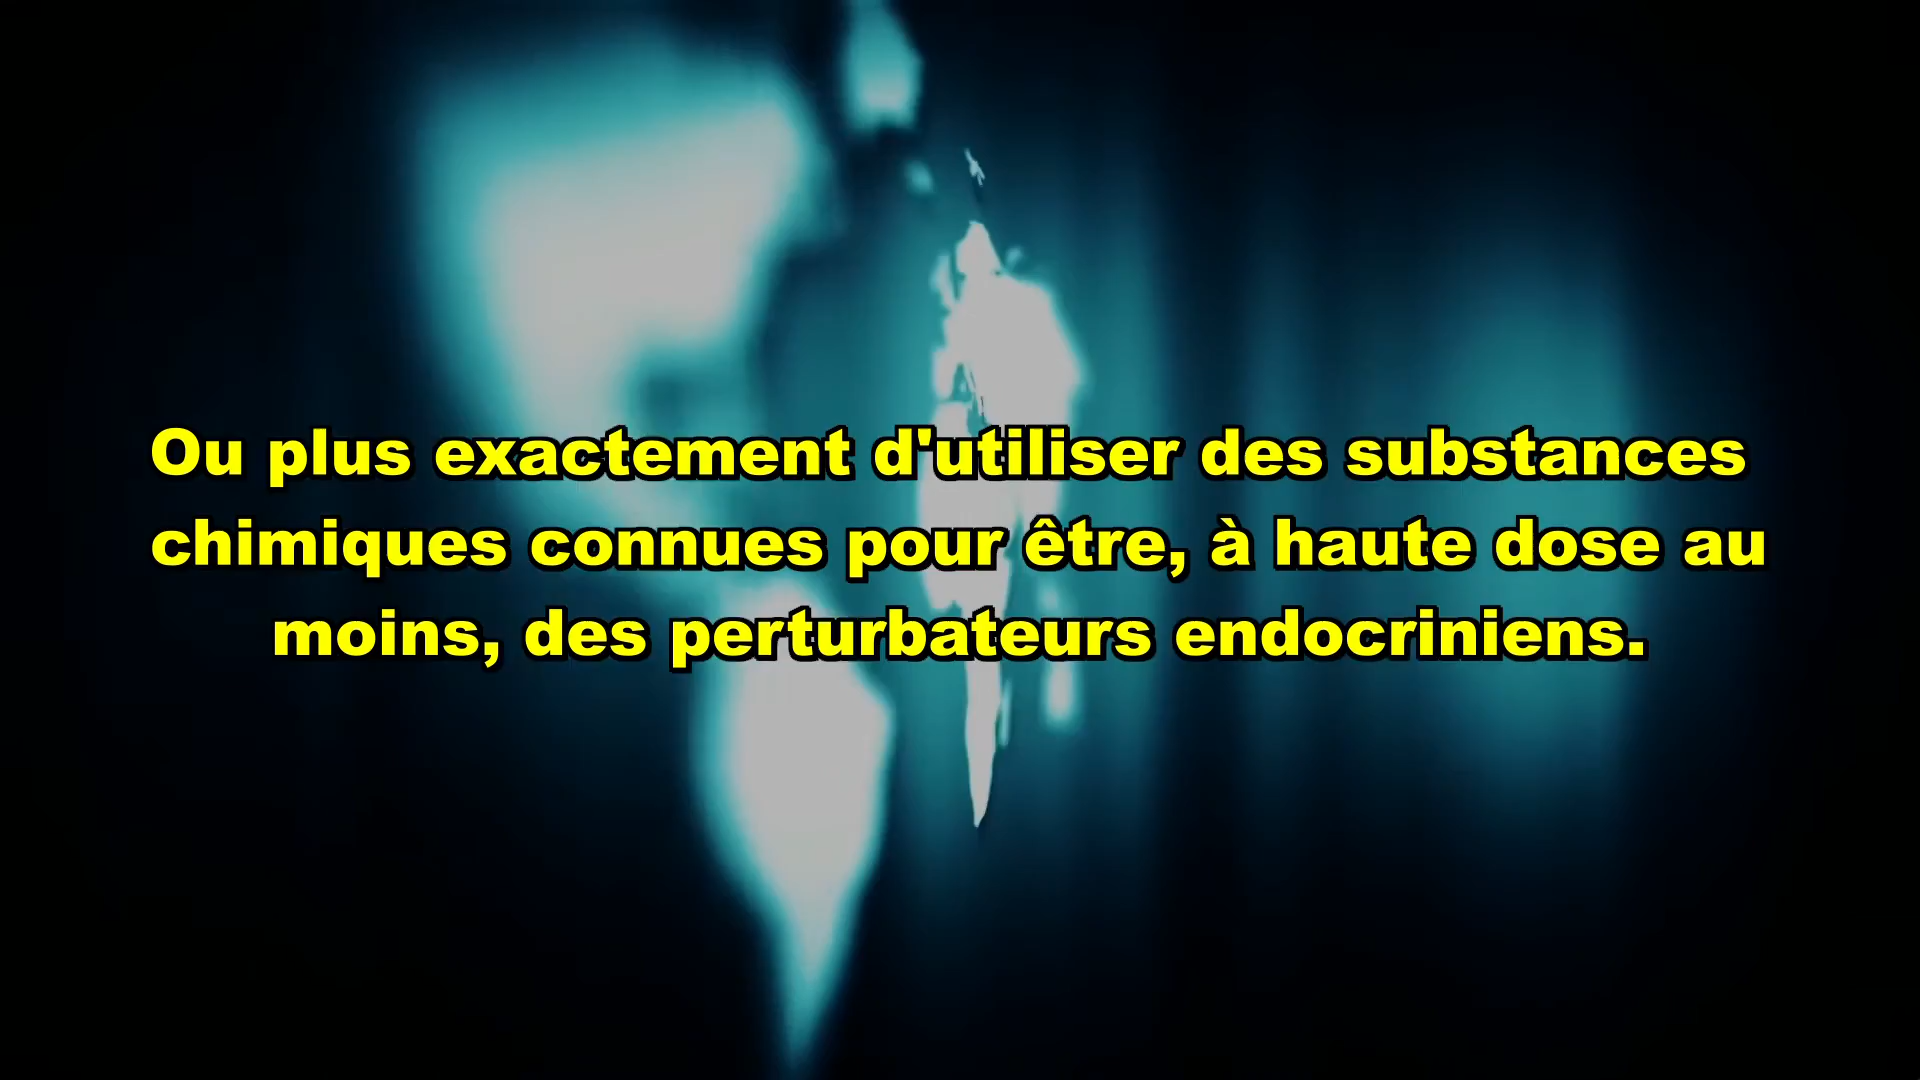 Ou plus exactement d'utiliser des substances
chimiques connues pour être, à haute dose au
moins, des perturbateurs endocriniens.